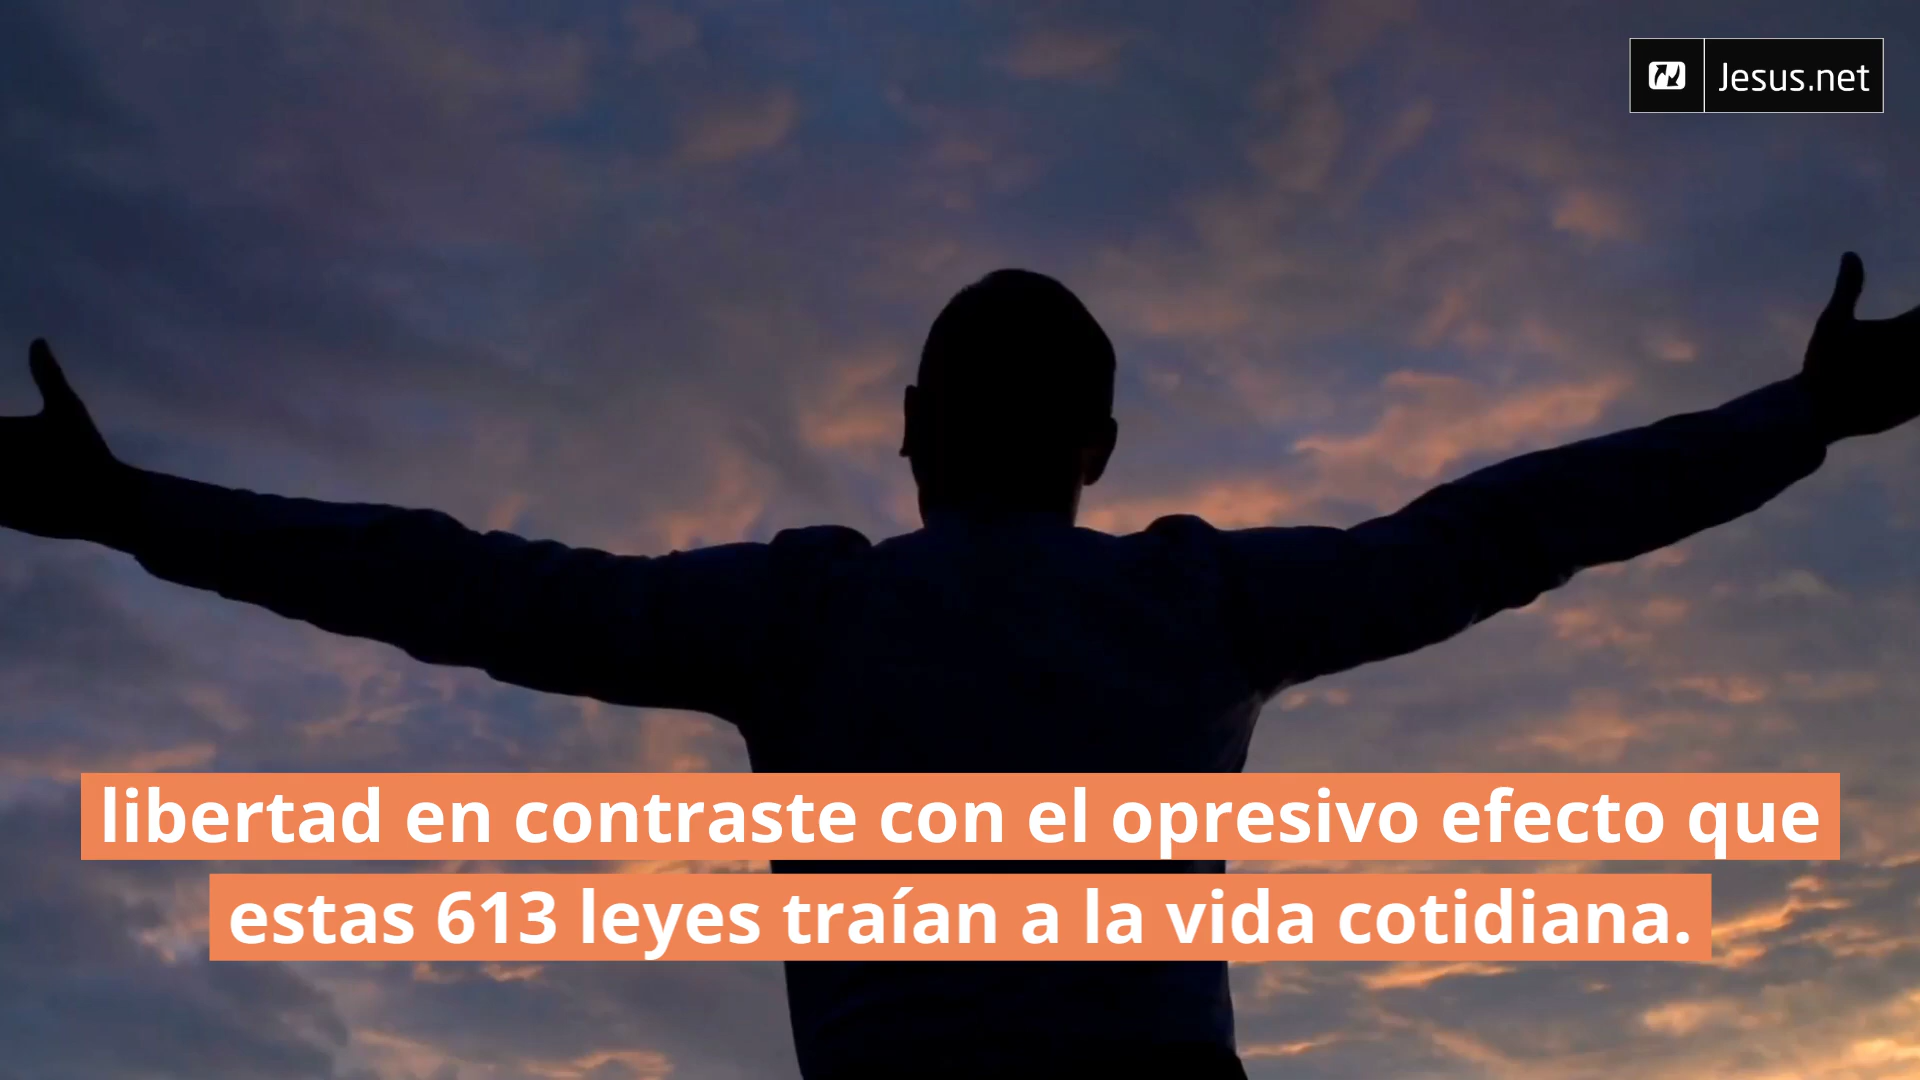 Jesus.net
libertad en contraste con el opresivo efecto que
estas 613 leyes traían a la vida cotidiana.